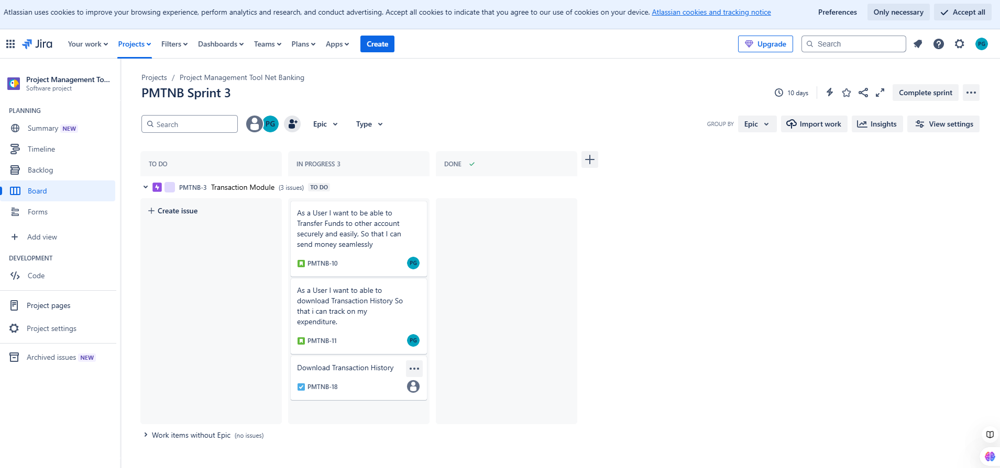 Atlassian uses cookies to improve your browsing experience, perform analytics and research, and conduct advertising. Accept all cookies to indicate that you agree to our use of cookies on your device. Atlassian cookies and tracking notice
Preferences
Only necessary
Accept all
Jira
Your work
Projects
Filters
Dashboards
Teams
Plans
Apps
Create
Upgrade
Search
PG
Project Management To...
Software project
PLANNING
Summary NEW
Timeline
Backlog
Board
Forms
Add view
DEVELOPMENT
Code
Project pages
Project settings
Archived issues NEW
Projects / Project Management Tool Net Banking
PMTNB Sprint 3
10 days
Complete sprint
Search
PG
Epic
Type
GROUP BY
Epic
Import work
Insights
View settings
TO DO
IN PROGRESS 3
DONE
PMTNB-3 Transaction Module (3 issues) TO DO
Create issue
As a User I want to be able to
Transfer Funds to other account
securely and easily, So that I can
send money seamlessly
PMTNB-10
PG
As a User I want to able to
download Transaction History So
that i can track on my
expenditure.
PMTNB-11
PG
Download Transaction History
PMTNB-18
Work items without Epic (no issues)